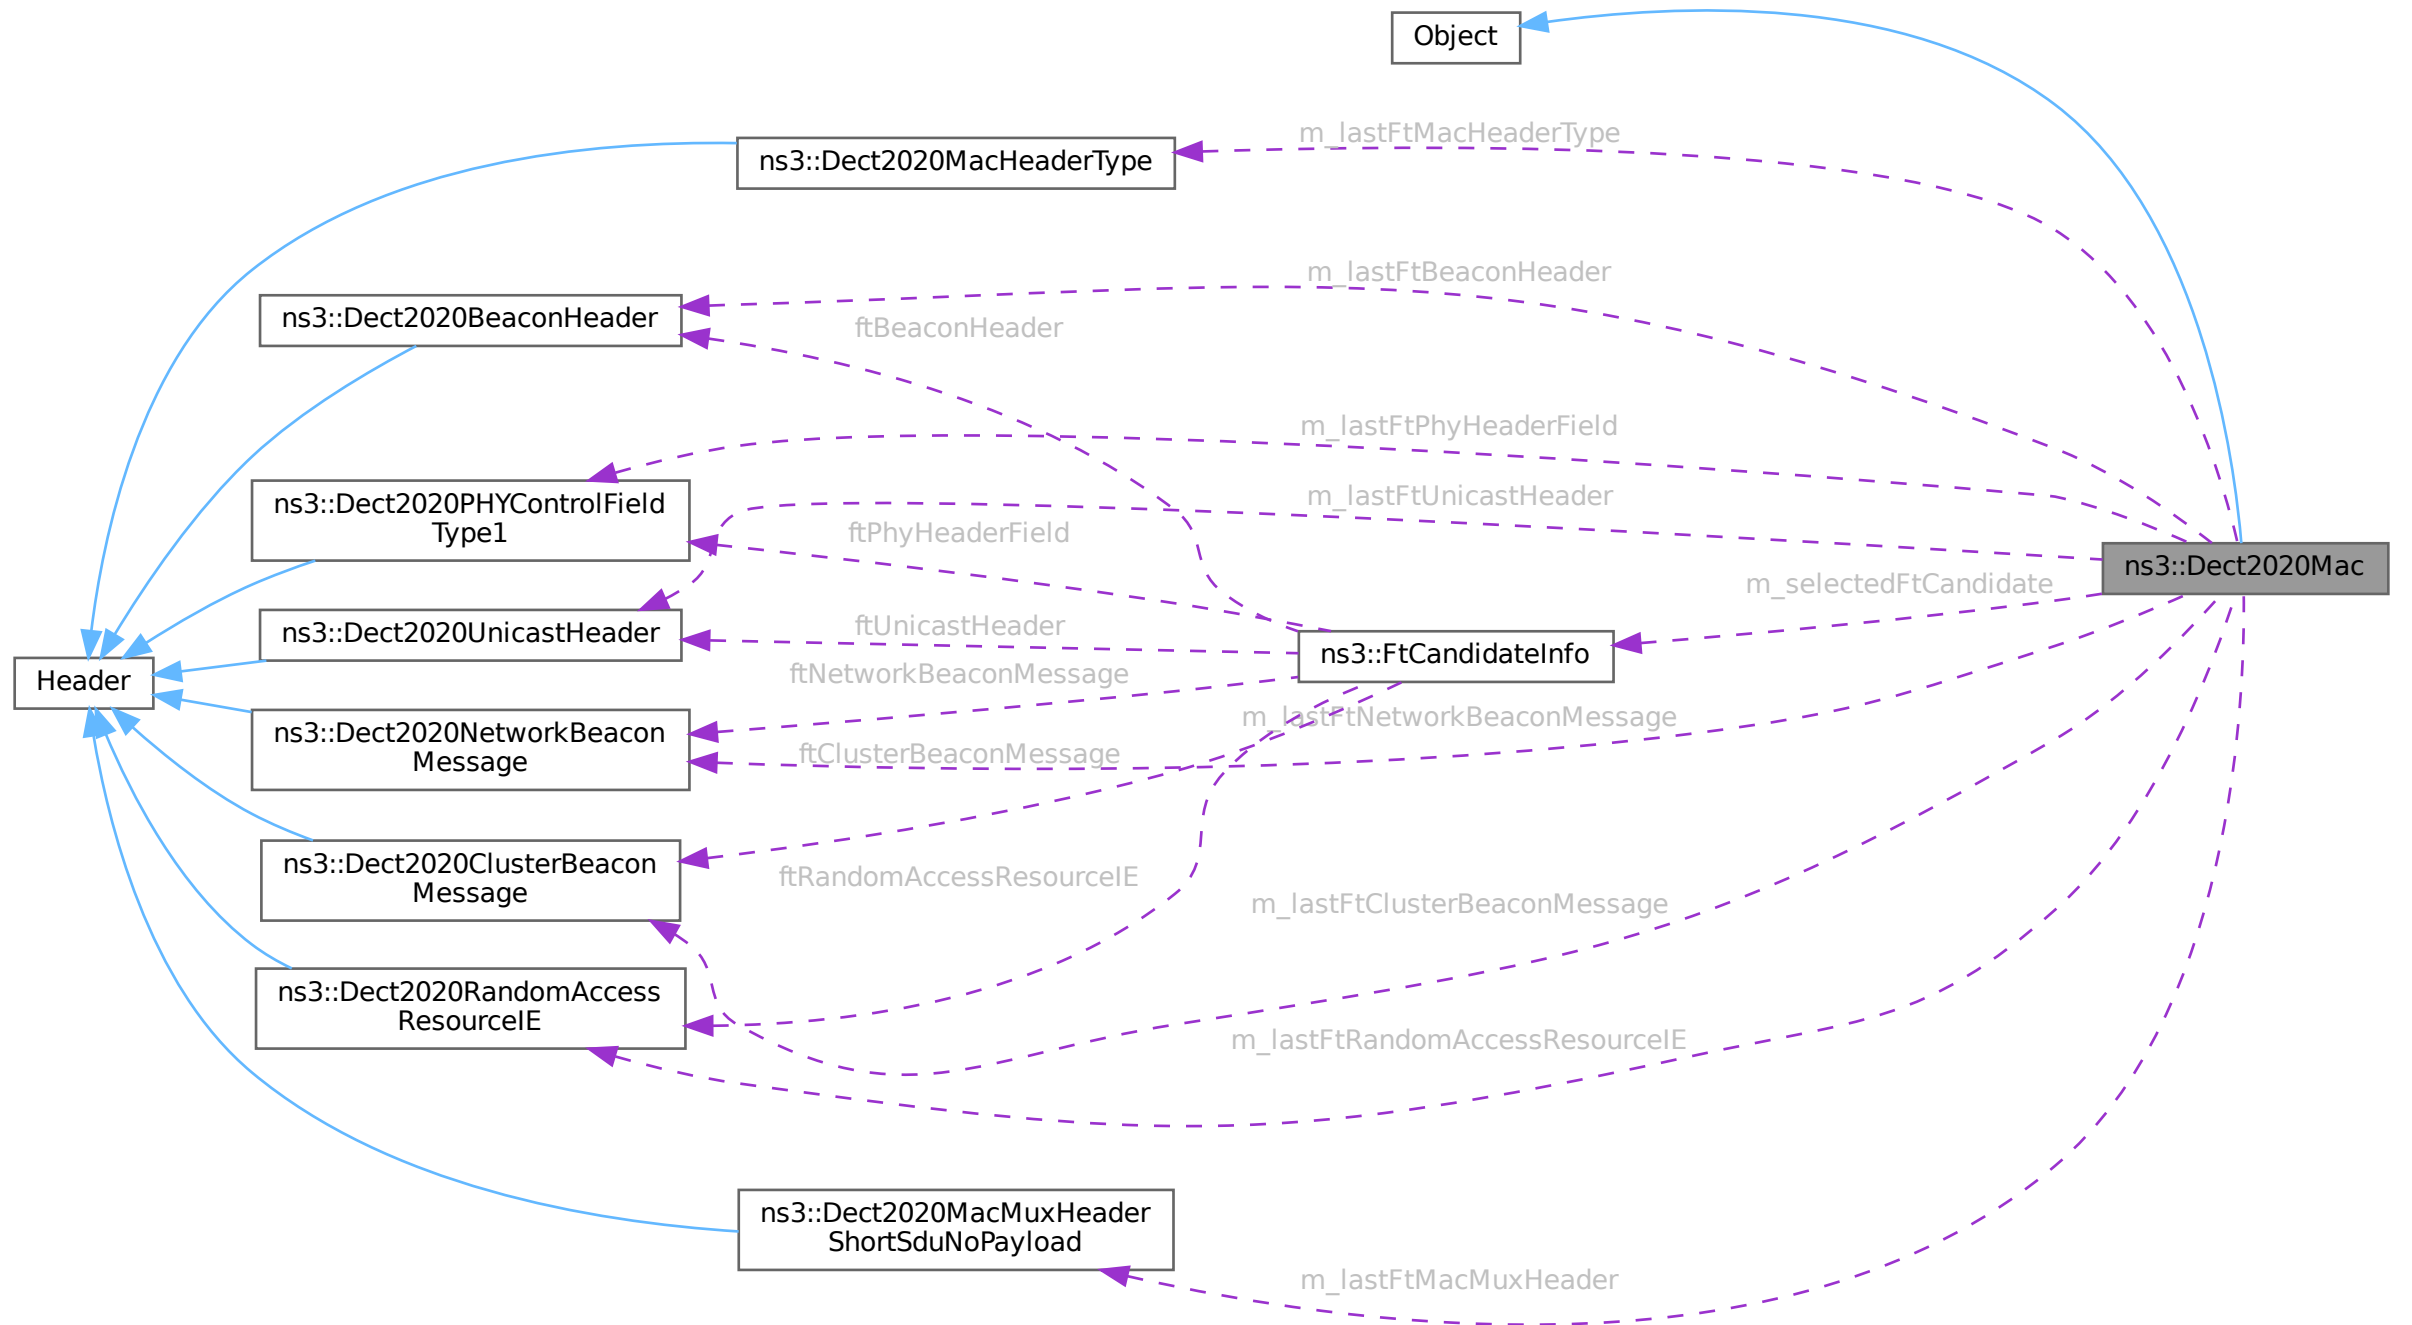 Object
m_lastFtMacHeaderType
ns3::Dect2020MacHeaderType
m_lastFtBeaconHeader
ns3::Dect2020BeaconHeader
ftBeaconHeader
m_lastFtPhyHeaderField
ns3::Dect2020PHYControlField
Type1
m_lastFtUnicastHeader
ftPhyHeaderField
ns3::Dect2020Mac
m_selectedFtCandidate
ftUnicastHeader
ns3::Dect2020UnicastHeader
ns3::FtCandidateInfo
ftNetworkBeaconMessage
Header
m_lastFtNetworkBeaconMessage
ns3::Dect2020NetworkBeacon
Message
ftClusterBeaconMessage
ns3::Dect2020ClusterBeacon
Message
ftRandomAccessResourceIE
m_lastFtClusterBeaconMessage
ns3::Dect2020RandomAccess
ResourceIE
m_lastFtRandomAccessResourceIE
ns3::Dect2020MacMuxHeader
ShortSduNoPayload
m_lastFtMacMuxHeader